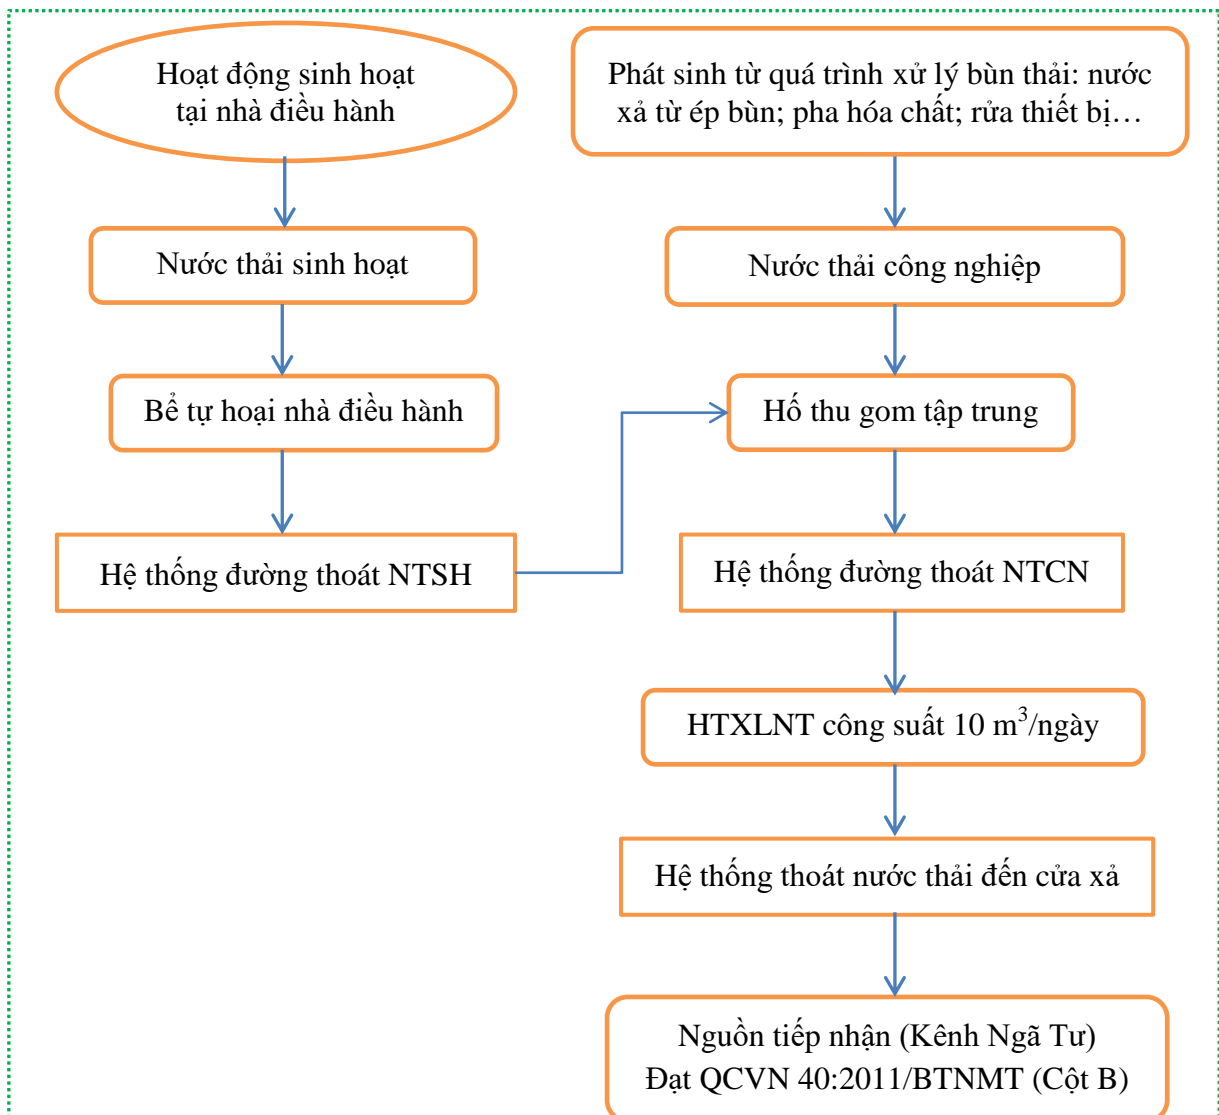 Hoạt động sinh hoạt
tại nhà điều hành
Phát sinh từ quá trình xử lý bùn thải: nước
xả từ ép bùn; pha hóa chất; rửa thiết bị…
Nước thải sinh hoạt
Nước thải công nghiệp
Bể tự hoại nhà điều hành
Hố thu gom tập trung
Hệ thống đường thoát NTSH
Hệ thống đường thoát NTCN
HTXLNT công suất 10 m³/ngày
Hệ thống thoát nước thải đến cửa xả
Nguồn tiếp nhận (Kênh Ngã Tư)
Đạt QCVN 40:2011/BTNMT (Cột B)